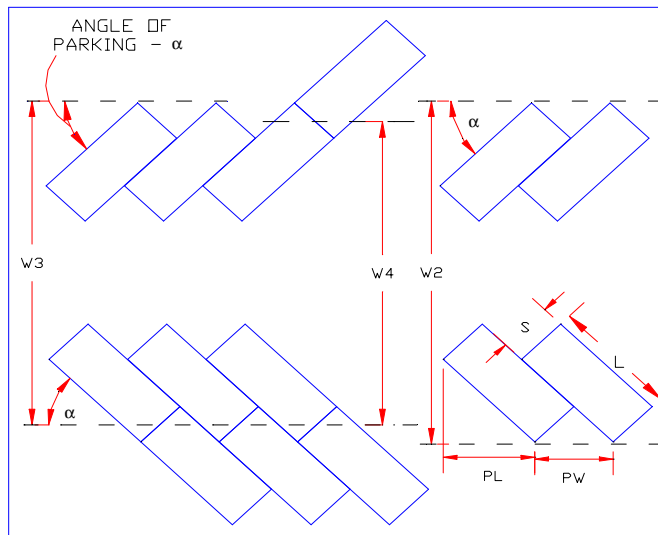 ANGLE OF
PARKING - α
α
W3
W4
W2
S
L
α
PL
PW